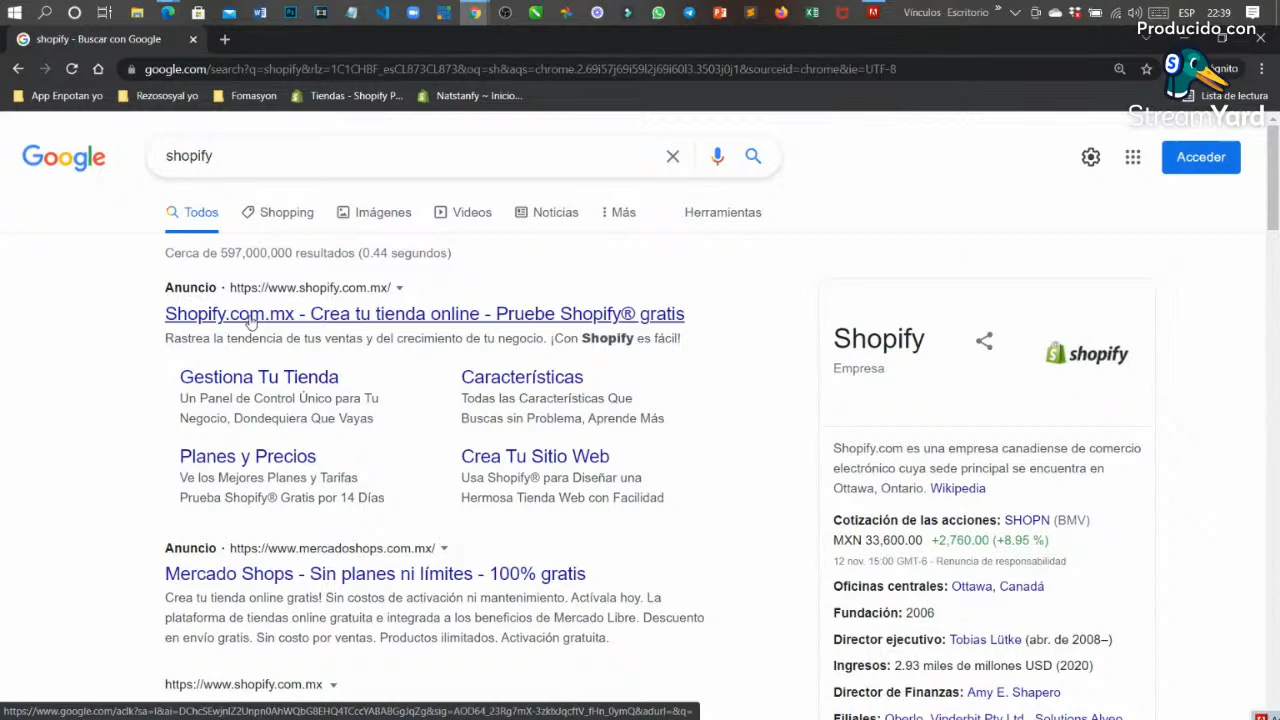 Vínculos
Escritorio
ESP
22:39
shopify - Buscar con Google
Producido con
google.com/search?q=shopify&rlz=1C1CHBF_esCL873CL873&
sh&aqs=chrome.2.69i57j69i59l2j69i60l3.3503j0j1&sourceid=chrome&ie=UTF-8
App Enpotan yo
Rezososyal yo
Fomasyon
Tiendas - Shopify P...
Lista de lectura
StreamYard
Google
shopify
Acceder
Todos
Shopping
Imágenes
Videos
Noticias
Más
Herramientas
Cerca de 597,000,000 resultados (0.44 segundos)
Anuncio · https://www.shopify.com.mx/
Shopify.com.mx - Crea tu tienda online - Pruebe Shopify® gratis
Rastrea la tendencia de tus ventas y del crecimiento de tu negocio. ¡Con Shopify es fácil!
Gestiona Tu Tienda
Un Panel de Control Único para Tu
Negocio, Dondequiera Que Vayas
Características
Todas las Características Que
Buscas sin Problema, Aprende Más
Planes y Precios
Ve los Mejores Planes y Tarifas
Prueba Shopify® Gratis por 14 Días
Crea Tu Sitio Web
Usa Shopify® para Diseñar una
Hermosa Tienda Web con Facilidad
Anuncio · https://www.mercadoshops.com.mx/
Mercado Shops - Sin planes ni límites - 100% gratis
Crea tu tienda online gratis! Sin costos de activación ni mantenimiento. Actívala hoy. La
plataforma de tiendas online gratuita e integrada a los beneficios de Mercado Libre. Descuento
en envío gratis. Sin costo por ventas. Productos ilimitados. Activación gratuita.
https://www.shopify.com.mx
Shopify
Empresa
shopify
Shopify.com es una empresa canadiense de comercio
electrónico cuya sede principal se encuentra en
Ottawa, Ontario. Wikipedia
Cotización de las acciones: SHOPN (BMV)
MXN 33,600.00 +2,760.00 (+8.95 %)
12 nov. 15:00 GMT-6 - Renuncia de responsabilidad
Oficinas centrales: Ottawa, Canadá
Fundación: 2006
Director ejecutivo: Tobias Lütke (abr. de 2008–)
Ingresos: 2.93 miles de millones USD (2020)
Director de Finanzas: Amy E. Shapero
Filiales: Oberlo, Vinderbit Pty Ltd., Solutions Alveo